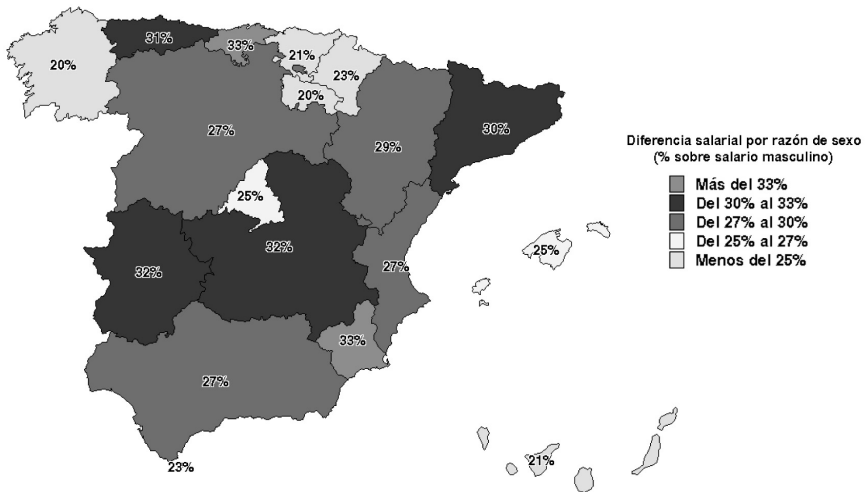 31%
33%
21%
20%
23%
20%
27%
30%
29%
Diferencia salarial por razón de sexo
(% sobre salario masculino)
Más del 33%
Del 30% al 33%
Del 27% al 30%
Del 25% al 27%
Menos del 25%
25%
32%
25%
27%
32%
33%
27%
21%
23%